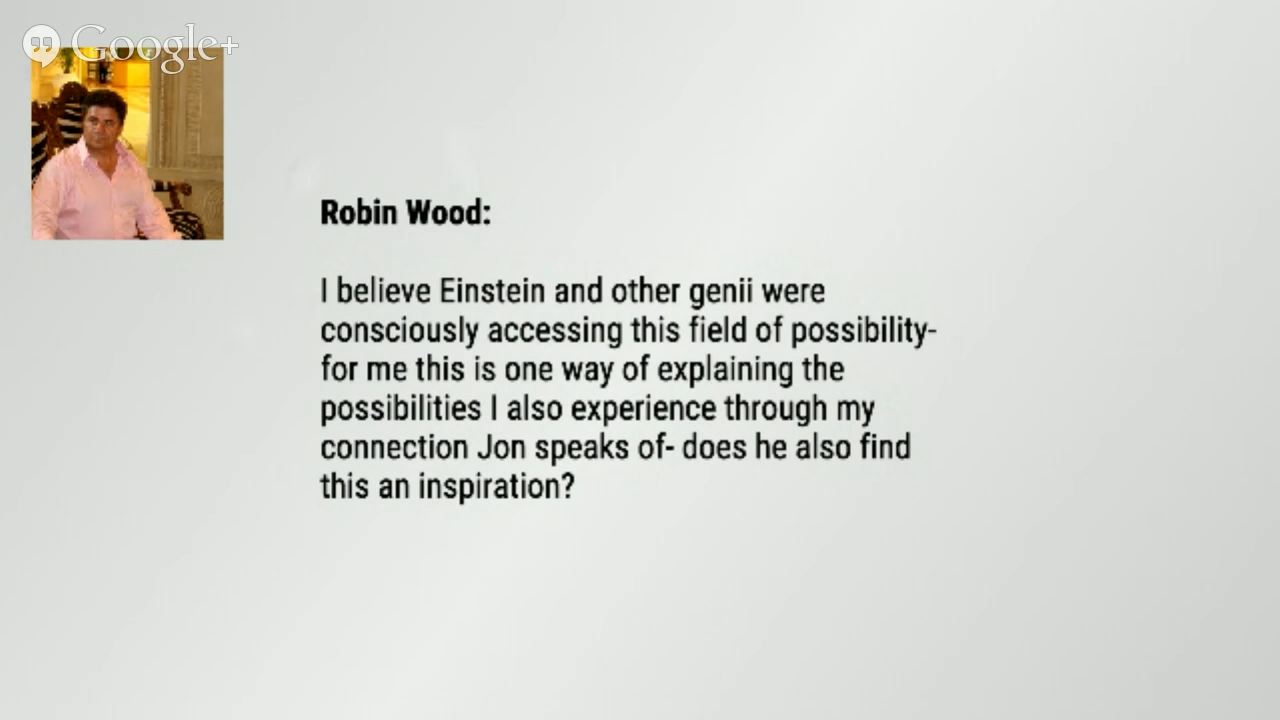 Google+
Robin Wood:
I believe Einstein and other genii were
consciously accessing this field of possibility-
for me this is one way of explaining the
possibilities I also experience through my
connection Jon speaks of- does he also find
this an inspiration?